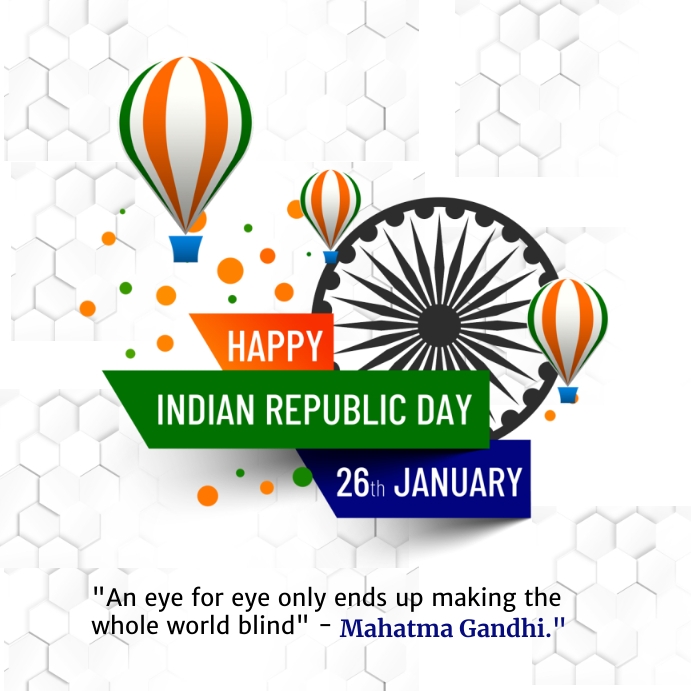 HAPPY
INDIAN REPUBLIC DAY
26th JANUARY
"An eye for eye only ends up making the
whole world blind" - Mahatma Gandhi."